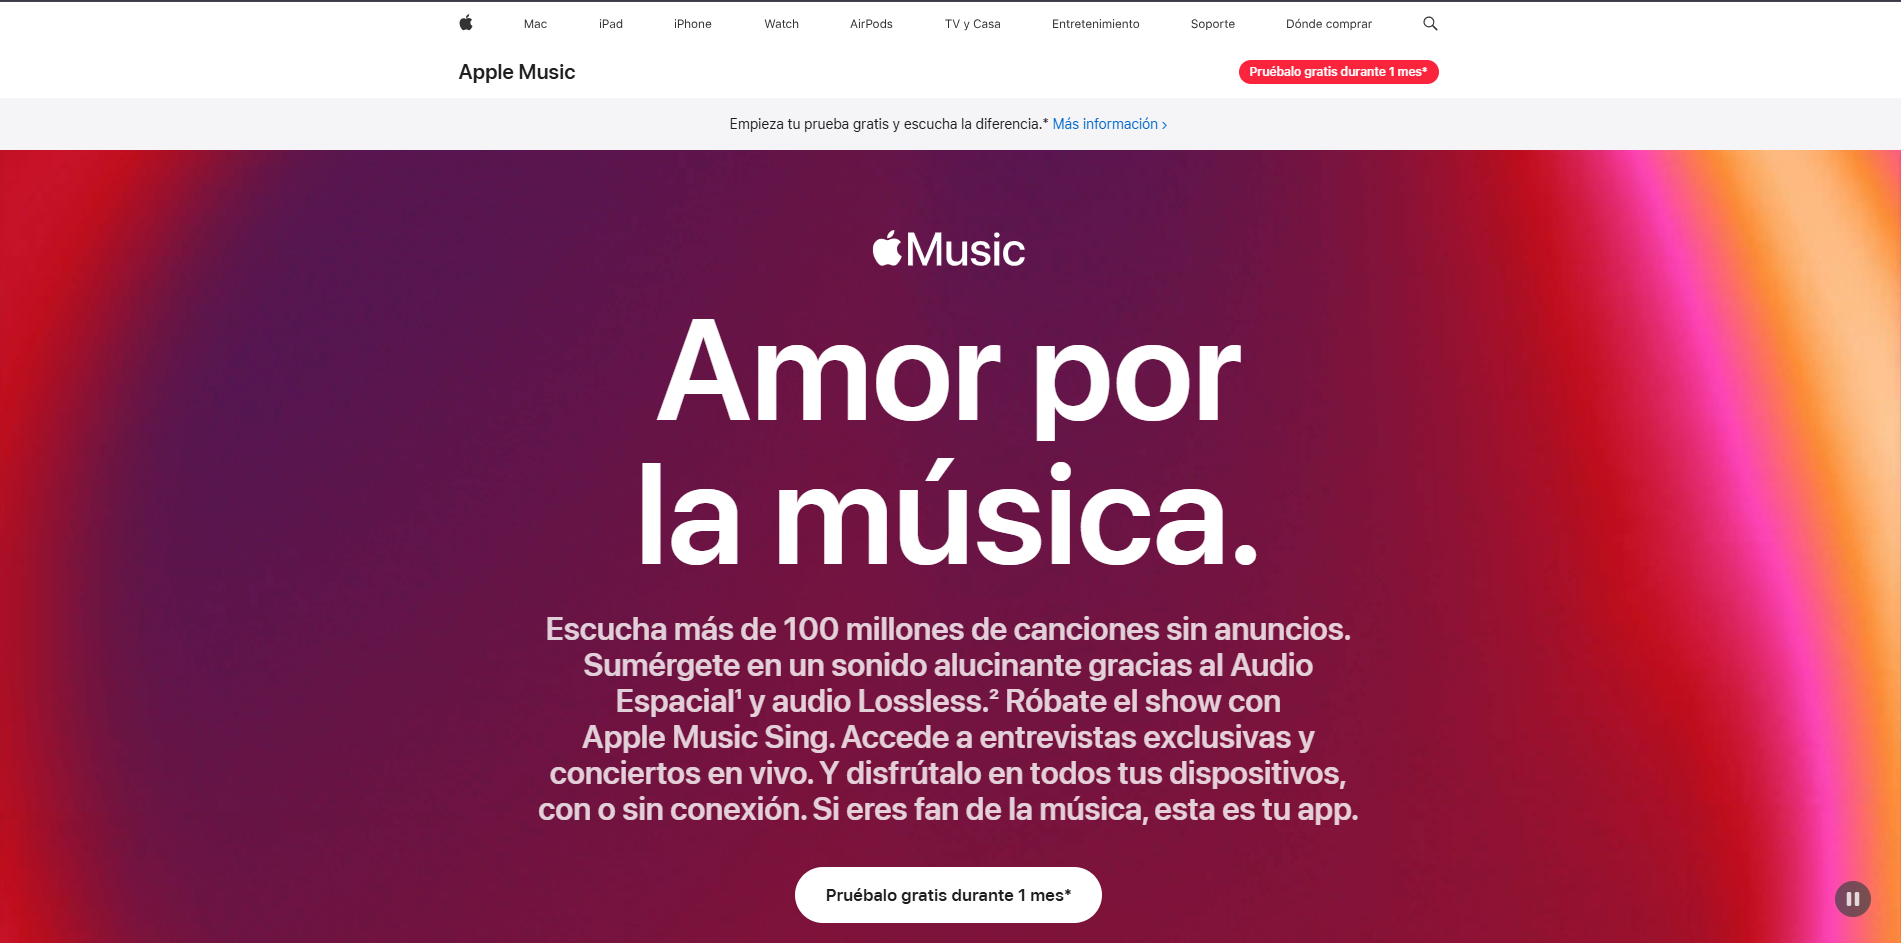 Mac iPad iPhone Watch AirPods TV y Casa Entretenimiento Soporte Dónde comprar
Apple Music Pruébalo gratis durante 1 mes*
Empieza tu prueba gratis y escucha la diferencia.* Más información >
Music
Amor por
la música.
Escucha más de 100 millones de canciones sin anuncios.
Sumérgete en un sonido alucinante gracias al Audio
Espacial¹ y audio Lossless.² Róbate el show con
Apple Music Sing. Accede a entrevistas exclusivas y
conciertos en vivo. Y disfrútalo en todos tus dispositivos,
con o sin conexión. Si eres fan de la música, esta es tu app.
Pruébalo gratis durante 1 mes*